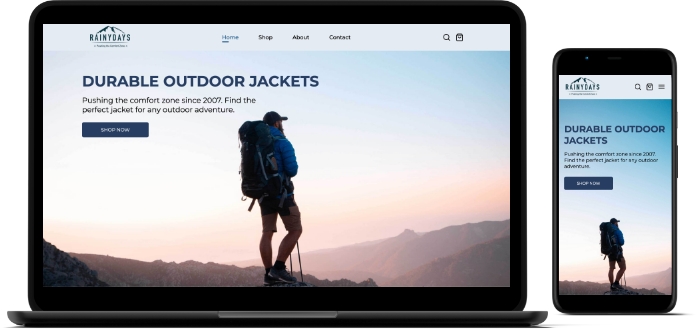 RAINYDAYS
Home Shop About Contact
DURABLE OUTDOOR JACKETS
Pushing the comfort zone since 2007. Find the
perfect jacket for any outdoor adventure.
SHOP NOW
RAINYDAYS
DURABLE OUTDOOR
JACKETS
Pushing the comfort zone since 2007.
Find the perfect jacket for any outdoor
adventure.
SHOP NOW